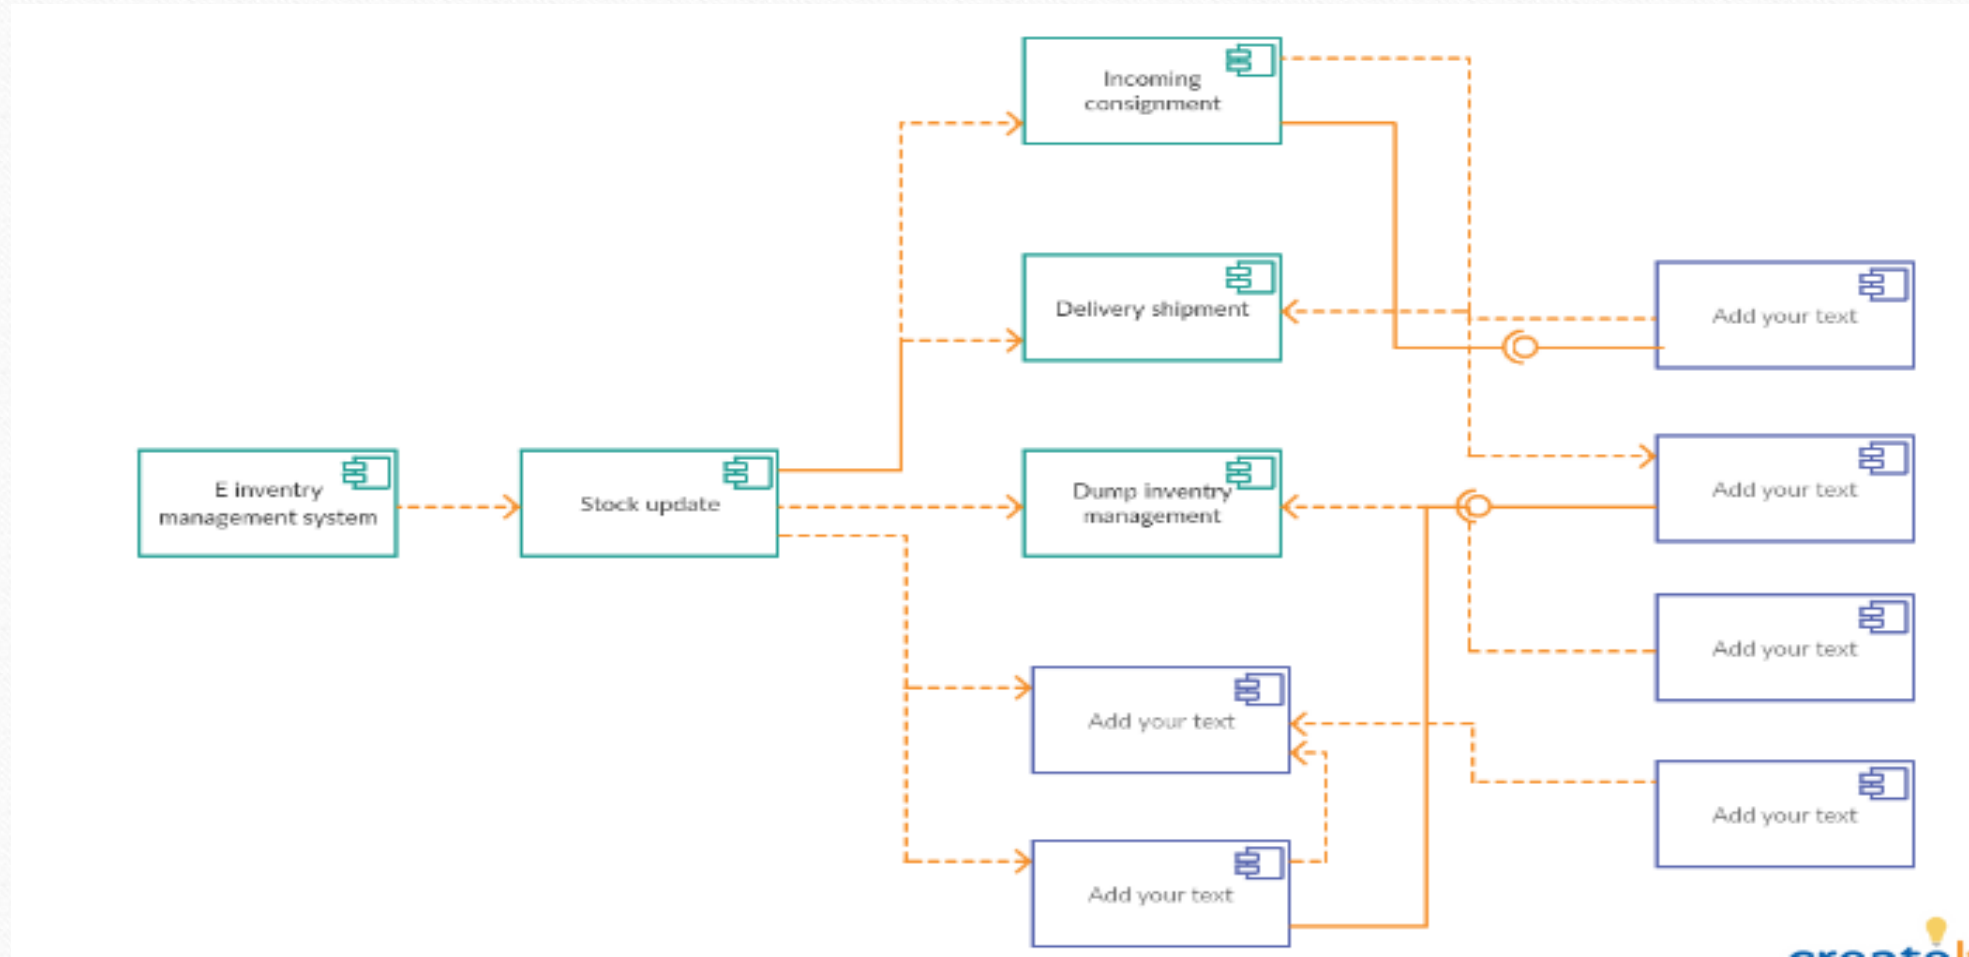 Incoming
consignment
Delivery shipment
Add your text
E inventry
management system
Stock update
Dump inventry
management
Add your text
Add your text
Add your text
Add your text
Add your text